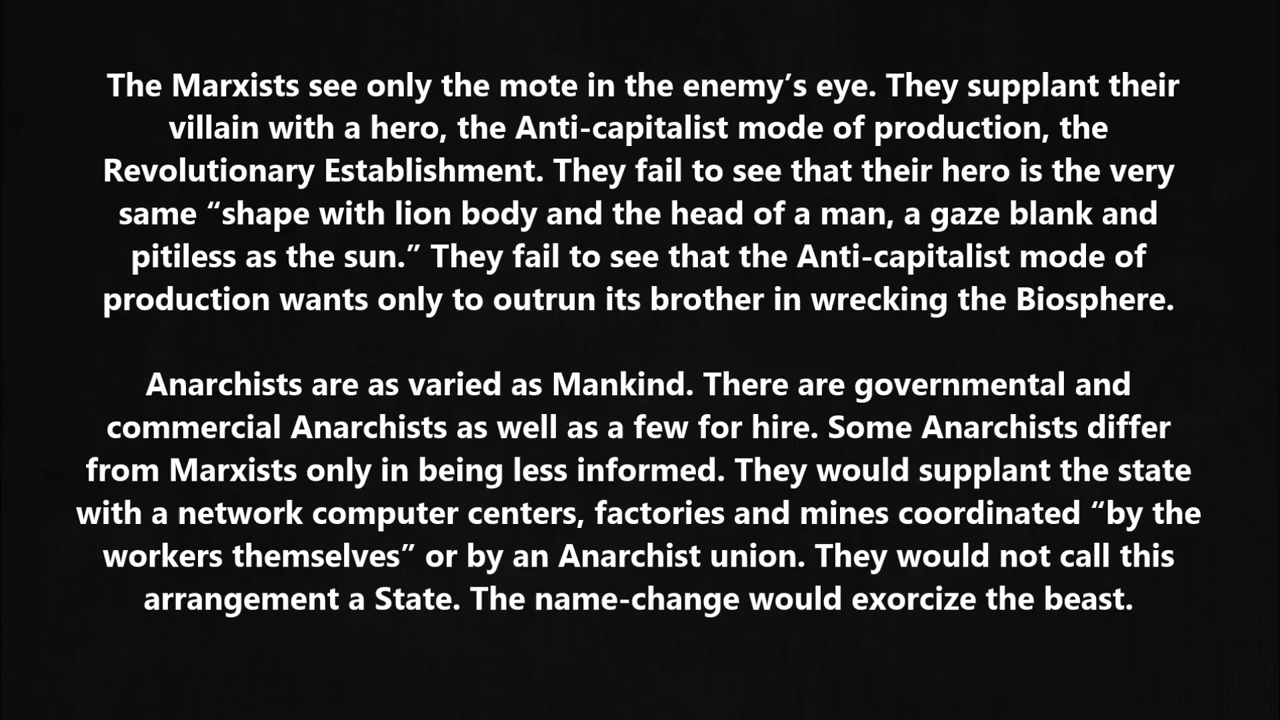 The Marxists see only the mote in the enemy’s eye. They supplant their
villain with a hero, the Anti-capitalist mode of production, the
Revolutionary Establishment. They fail to see that their hero is the very
same “shape with lion body and the head of a man, a gaze blank and
pitiless as the sun.” They fail to see that the Anti-capitalist mode of
production wants only to outrun its brother in wrecking the Biosphere.
Anarchists are as varied as Mankind. There are governmental and
commercial Anarchists as well as a few for hire. Some Anarchists differ
from Marxists only in being less informed. They would supplant the state
with a network computer centers, factories and mines coordinated “by the
workers themselves” or by an Anarchist union. They would not call this
arrangement a State. The name-change would exorcize the beast.